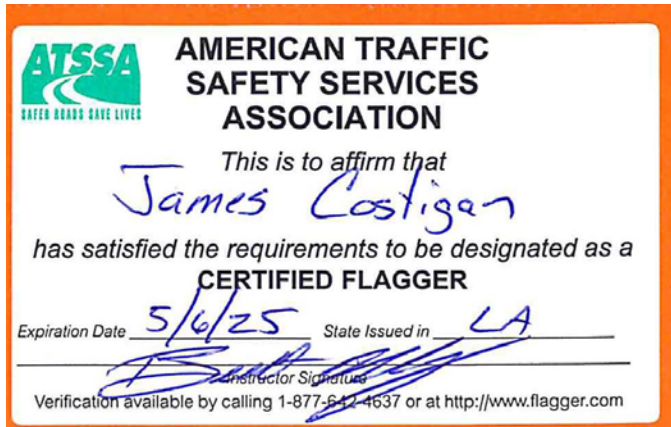 ATSSA
SAFER ROADS SAVE LIVES
AMERICAN TRAFFIC
SAFETY SERVICES
ASSOCIATION
This is to affirm that
James Costigan
has satisfied the requirements to be designated as a
CERTIFIED FLAGGER
Expiration Date 5/6/25 State Issued in LA
Instructor Signature
Verification available by calling 1-877-642-4637 or at http://www.flagger.com